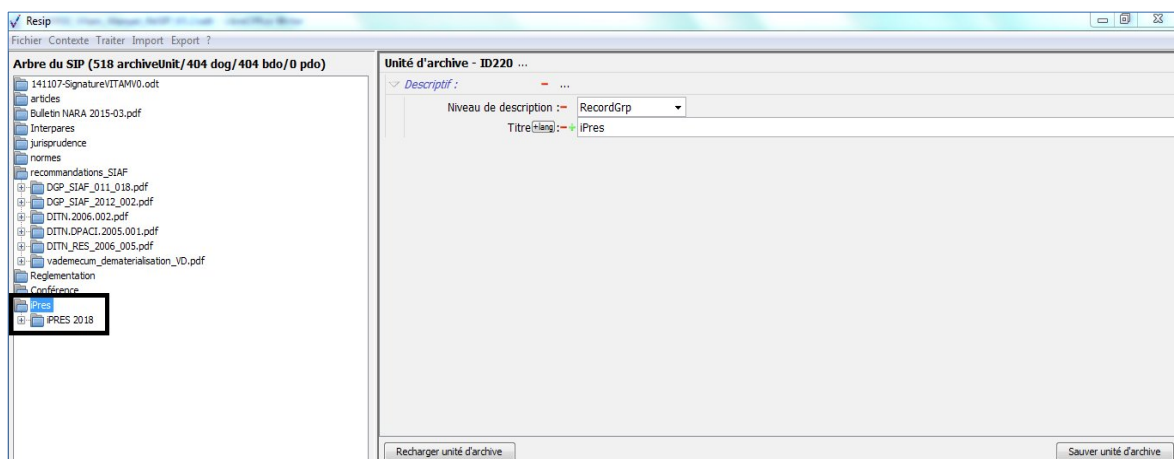 Resip
Fichier Contexte Traiter Import Export ?
Arbre du SIP (518 archiveUnit/404 dog/404 bdo/0 pdo)
141107-SignatureVITAMV0.odt
articles
Bulletin NARA 2015-03.pdf
Interpares
jurisprudence
normes
recommandations_SIAF
DGP_SIAF_011_018.pdf
DGP_SIAF_2012_002.pdf
DITN.2006.002.pdf
DITN.DPACI.2005.001.pdf
DITN_RES_2006_005.pdf
vademecum_dematerialisation_VD.pdf
Reglementation
Conférence
iPres
iPRES 2018
Unité d'archive - ID220 ...
Descriptif : − ...
Niveau de description :− RecordGrp
Titre +lang :−+ iPres
Recharger unité d'archive
Sauver unité d'archive